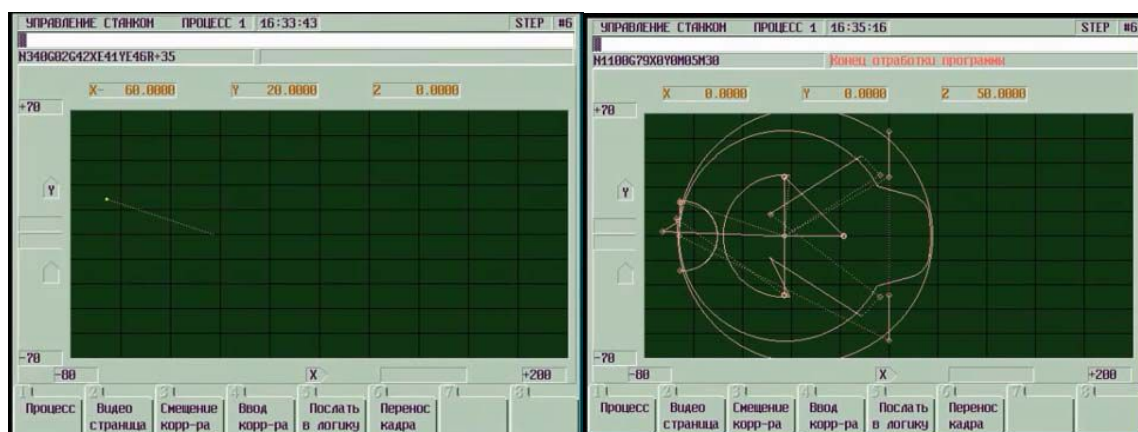 УПРАВЛЕНИЕ СТАНКОМ ПРОЦЕСС 1 16:33:43 STEP #6
N340G02G42XE41YE46R+35
X- 60.0000 Y 20.0000 Z 0.0000
+70
Y
-70
-80 X +200
1 2 3 4 5 6 7 8
Процесс Видео страница Смещение корр-ра Ввод корр-ра Послать в логику Перенос кадра
УПРАВЛЕНИЕ СТАНКОМ ПРОЦЕСС 1 16:35:16 STEP #6
N1100G79X0Y0M05M30 Конец отработки программи
X 0.0000 Y 0.0000 Z 50.0000
+70
Y
-70
-80 X +200
1 2 3 4 5 6 7 8
Процесс Видео страница Смещение корр-ра Ввод корр-ра Послать в логику Перенос кадра